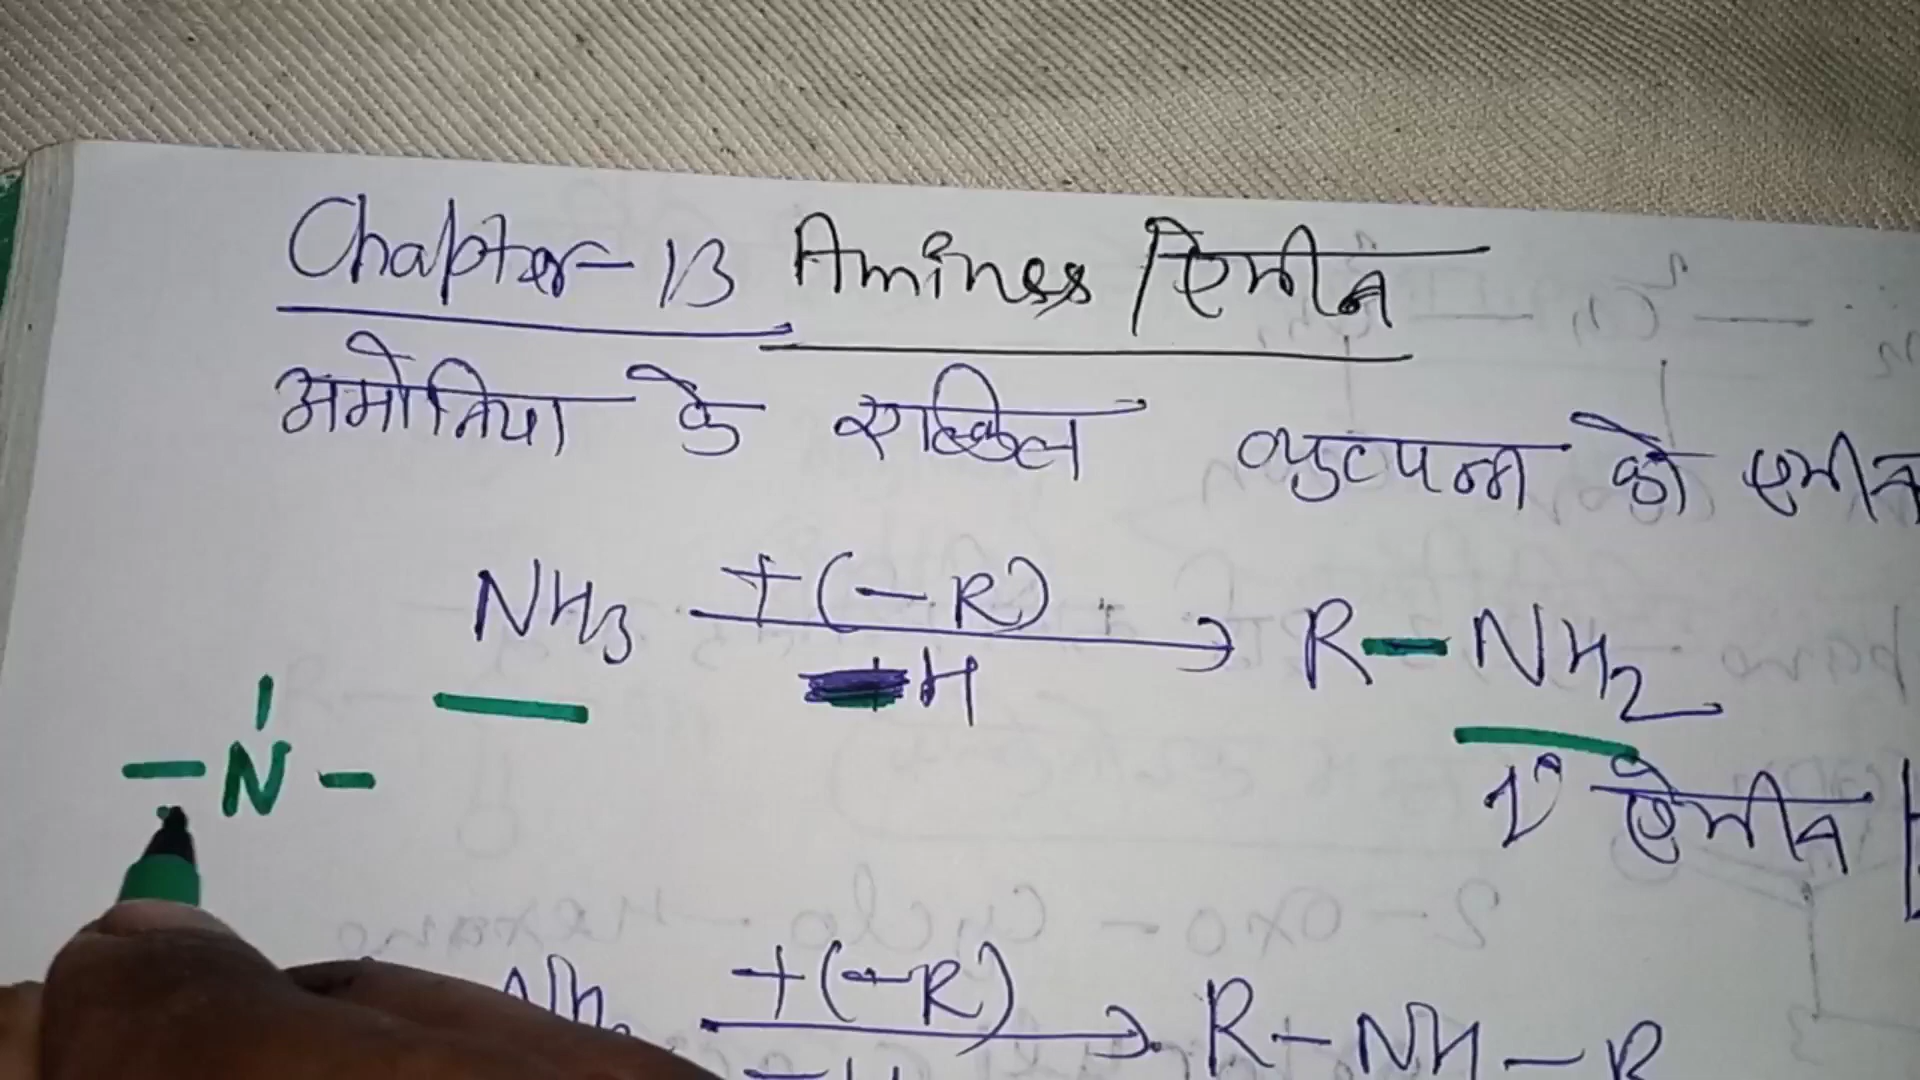 Chapter-13 Amines/ऐमीन
अमोनिया के एल्किल व्युत्पन्न को एमीन
NH3 +(-R) R-NH2
H
-N-
1° ऐमीन
+(-R) R-NH-R